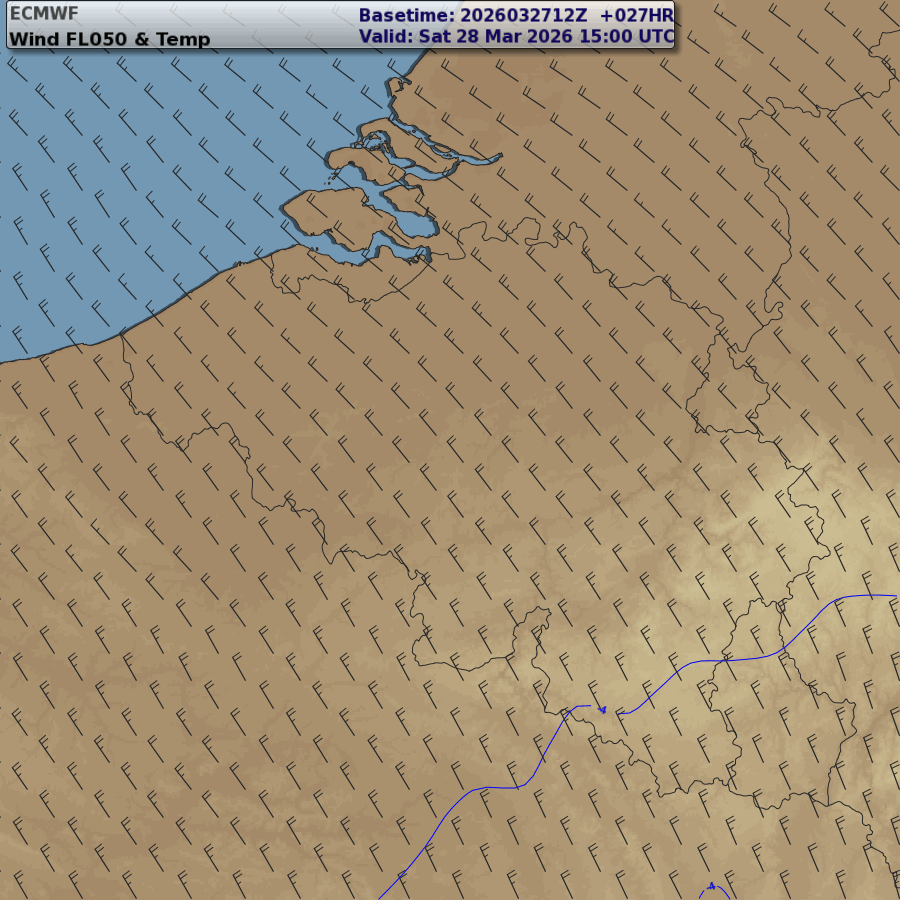 ECMWF
Basetime: 2026032712Z +027HR
Wind FL050 & Temp
Valid: Sat 28 Mar 2026 15:00 UTC